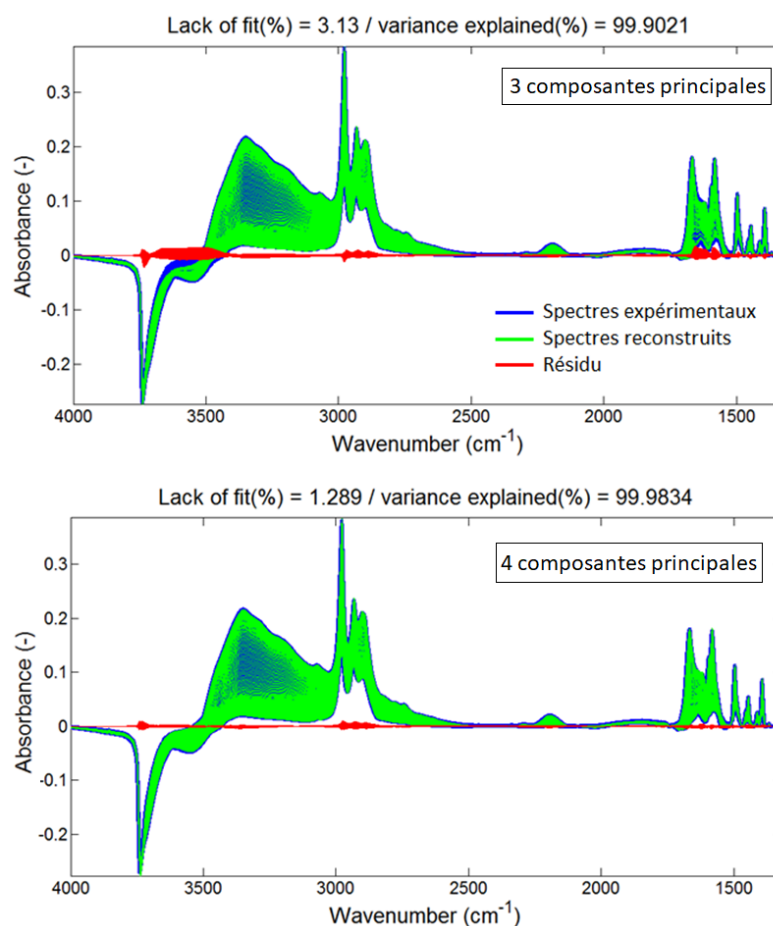 Lack of fit(%) = 3.13 / variance explained(%) = 99.9021
3 composantes principales
0.3
0.2
0.1
0
-0.1
-0.2
Absorbance (-)
Spectres expérimentaux
Spectres reconstruits
Résidu
4000 3500 3000 2500 2000 1500
Wavenumber (cm-1)
Lack of fit(%) = 1.289 / variance explained(%) = 99.9834
4 composantes principales
0.3
0.2
0.1
0
-0.1
-0.2
Absorbance (-)
4000 3500 3000 2500 2000 1500
Wavenumber (cm-1)